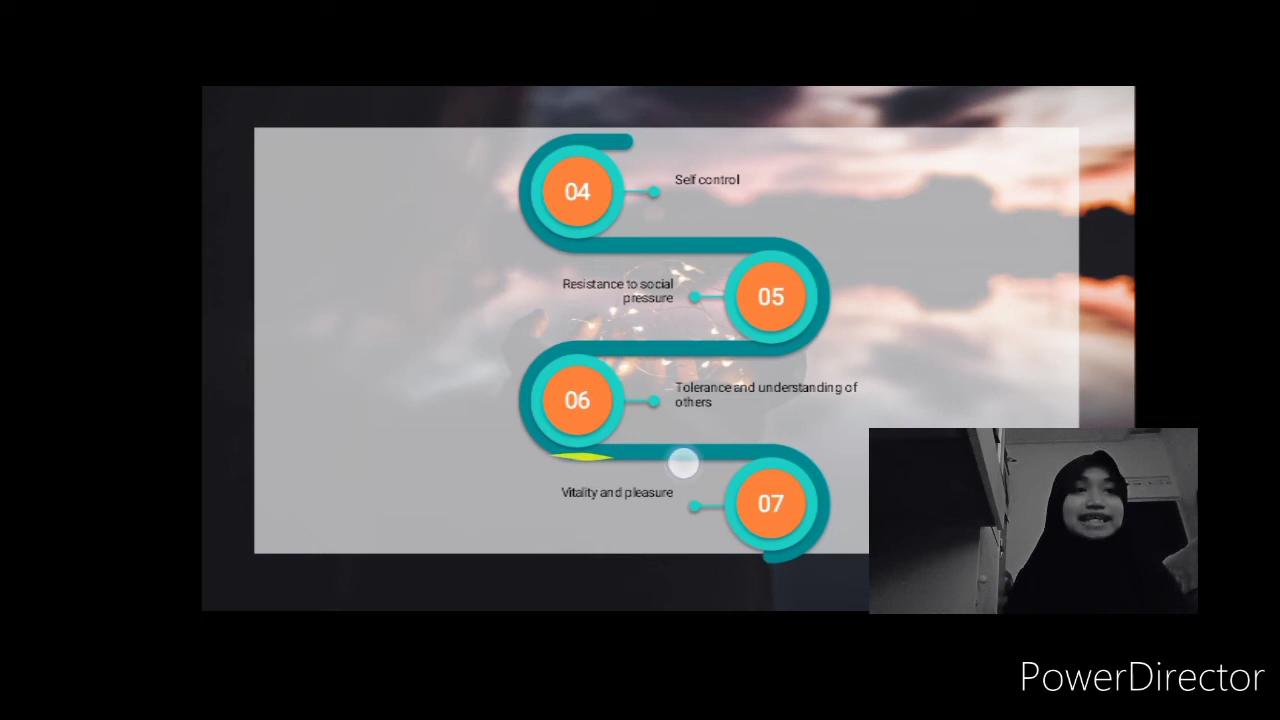 04
Self control
Resistance to social
pressure
05
06
Tolerance and understanding of
others
Vitality and pleasure
07
PowerDirector